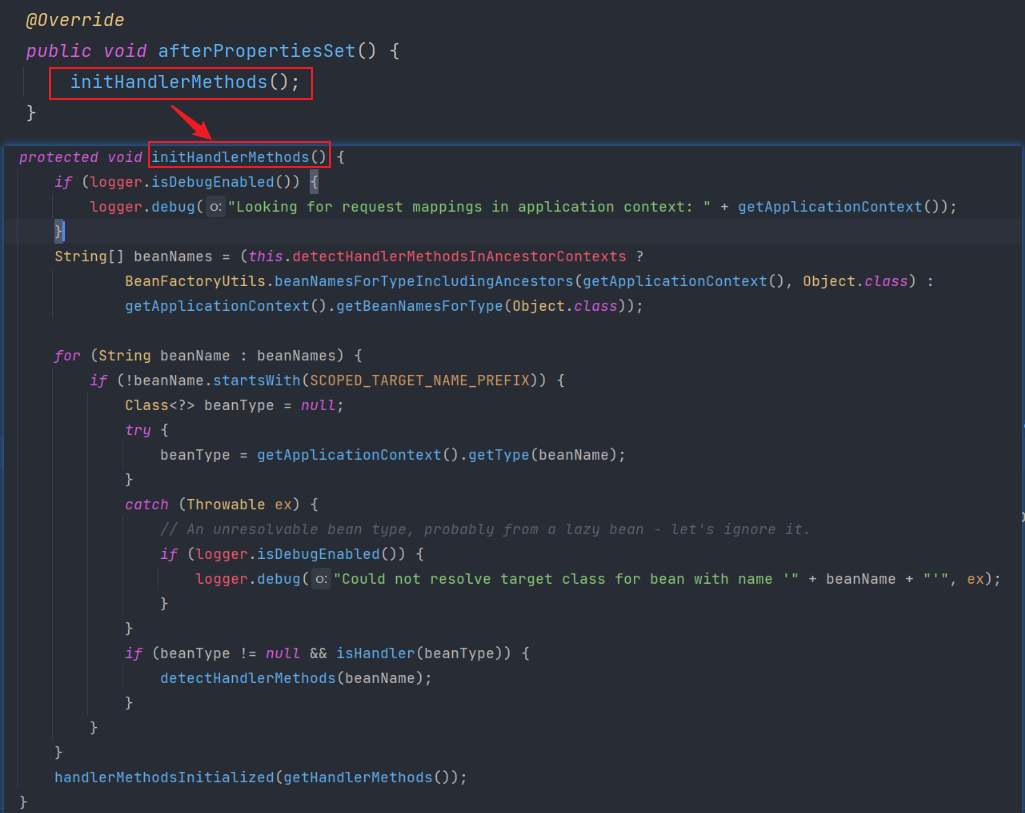 @Override
public void afterPropertiesSet() {
initHandlerMethods();
}
protected void initHandlerMethods() {
if (logger.isDebugEnabled()) {
logger.debug( o: "Looking for request mappings in application context: " + getApplicationContext());
}
String[] beanNames = (this.detectHandlerMethodsInAncestorContexts ?
BeanFactoryUtils.beanNamesForTypeIncludingAncestors(getApplicationContext(), Object.class) :
getApplicationContext().getBeanNamesForType(Object.class));
for (String beanName : beanNames) {
if (!beanName.startsWith(SCOPED_TARGET_NAME_PREFIX)) {
Class<?> beanType = null;
try {
beanType = getApplicationContext().getType(beanName);
}
catch (Throwable ex) {
// An unresolvable bean type, probably from a lazy bean - let's ignore it.
if (logger.isDebugEnabled()) {
logger.debug( o: "Could not resolve target class for bean with name '" + beanName + "'", ex);
}
}
if (beanType != null && isHandler(beanType)) {
detectHandlerMethods(beanName);
}
}
}
handlerMethodsInitialized(getHandlerMethods());
}